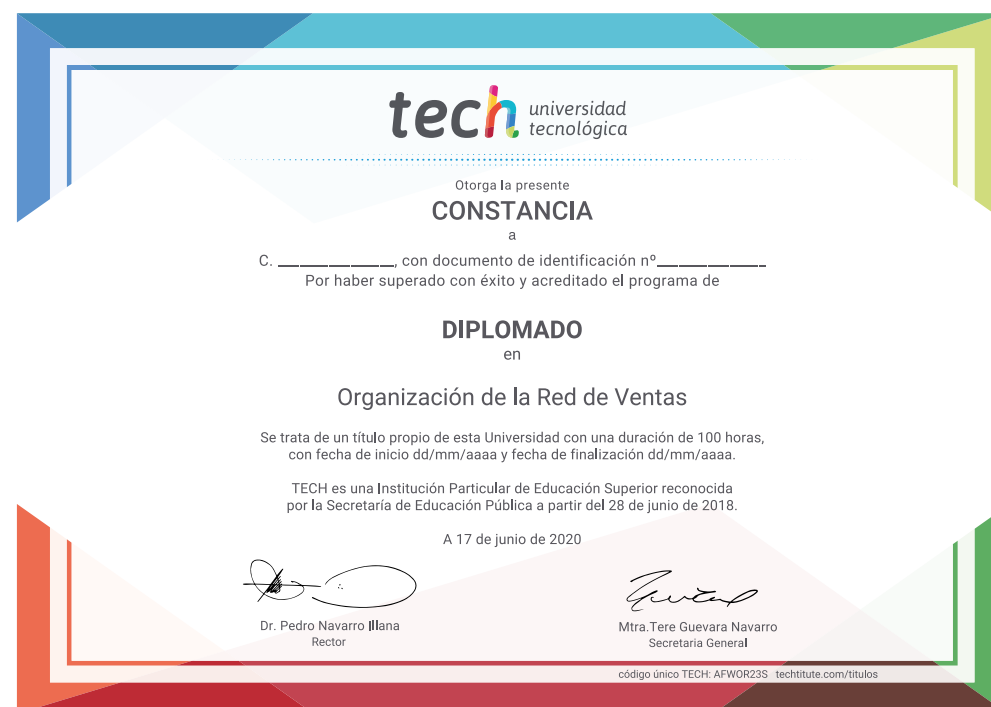 tech universidad
tecnológica
Otorga la presente
CONSTANCIA
a
C. ______________, con documento de identificación nº_____________
Por haber superado con éxito y acreditado el programa de
DIPLOMADO
en
Organización de la Red de Ventas
Se trata de un título propio de esta Universidad con una duración de 100 horas,
con fecha de inicio dd/mm/aaaa y fecha de finalización dd/mm/aaaa.
TECH es una Institución Particular de Educación Superior reconocida
por la Secretaría de Educación Pública a partir del 28 de junio de 2018.
A 17 de junio de 2020
Dr. Pedro Navarro Illana
Rector
Mtra.Tere Guevara Navarro
Secretaria General
código único TECH: AFWOR23S techtitute.com/titulos